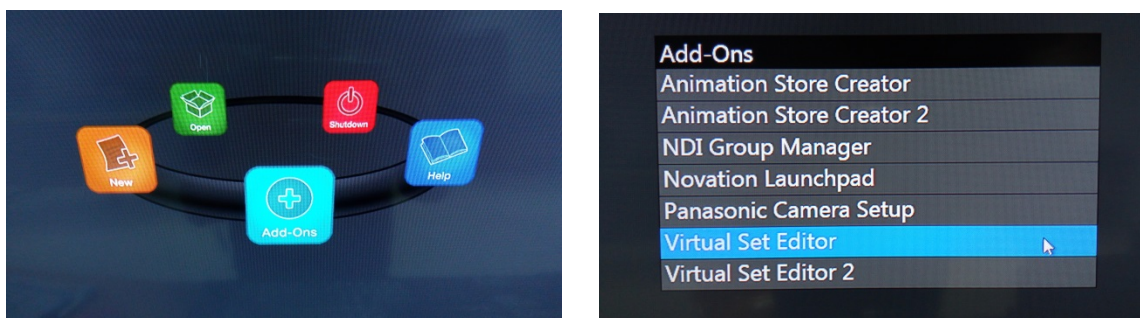 Open
Shutdown
New
Help
Add-Ons
Add-Ons
Animation Store Creator
Animation Store Creator 2
NDI Group Manager
Novation Launchpad
Panasonic Camera Setup
Virtual Set Editor
Virtual Set Editor 2